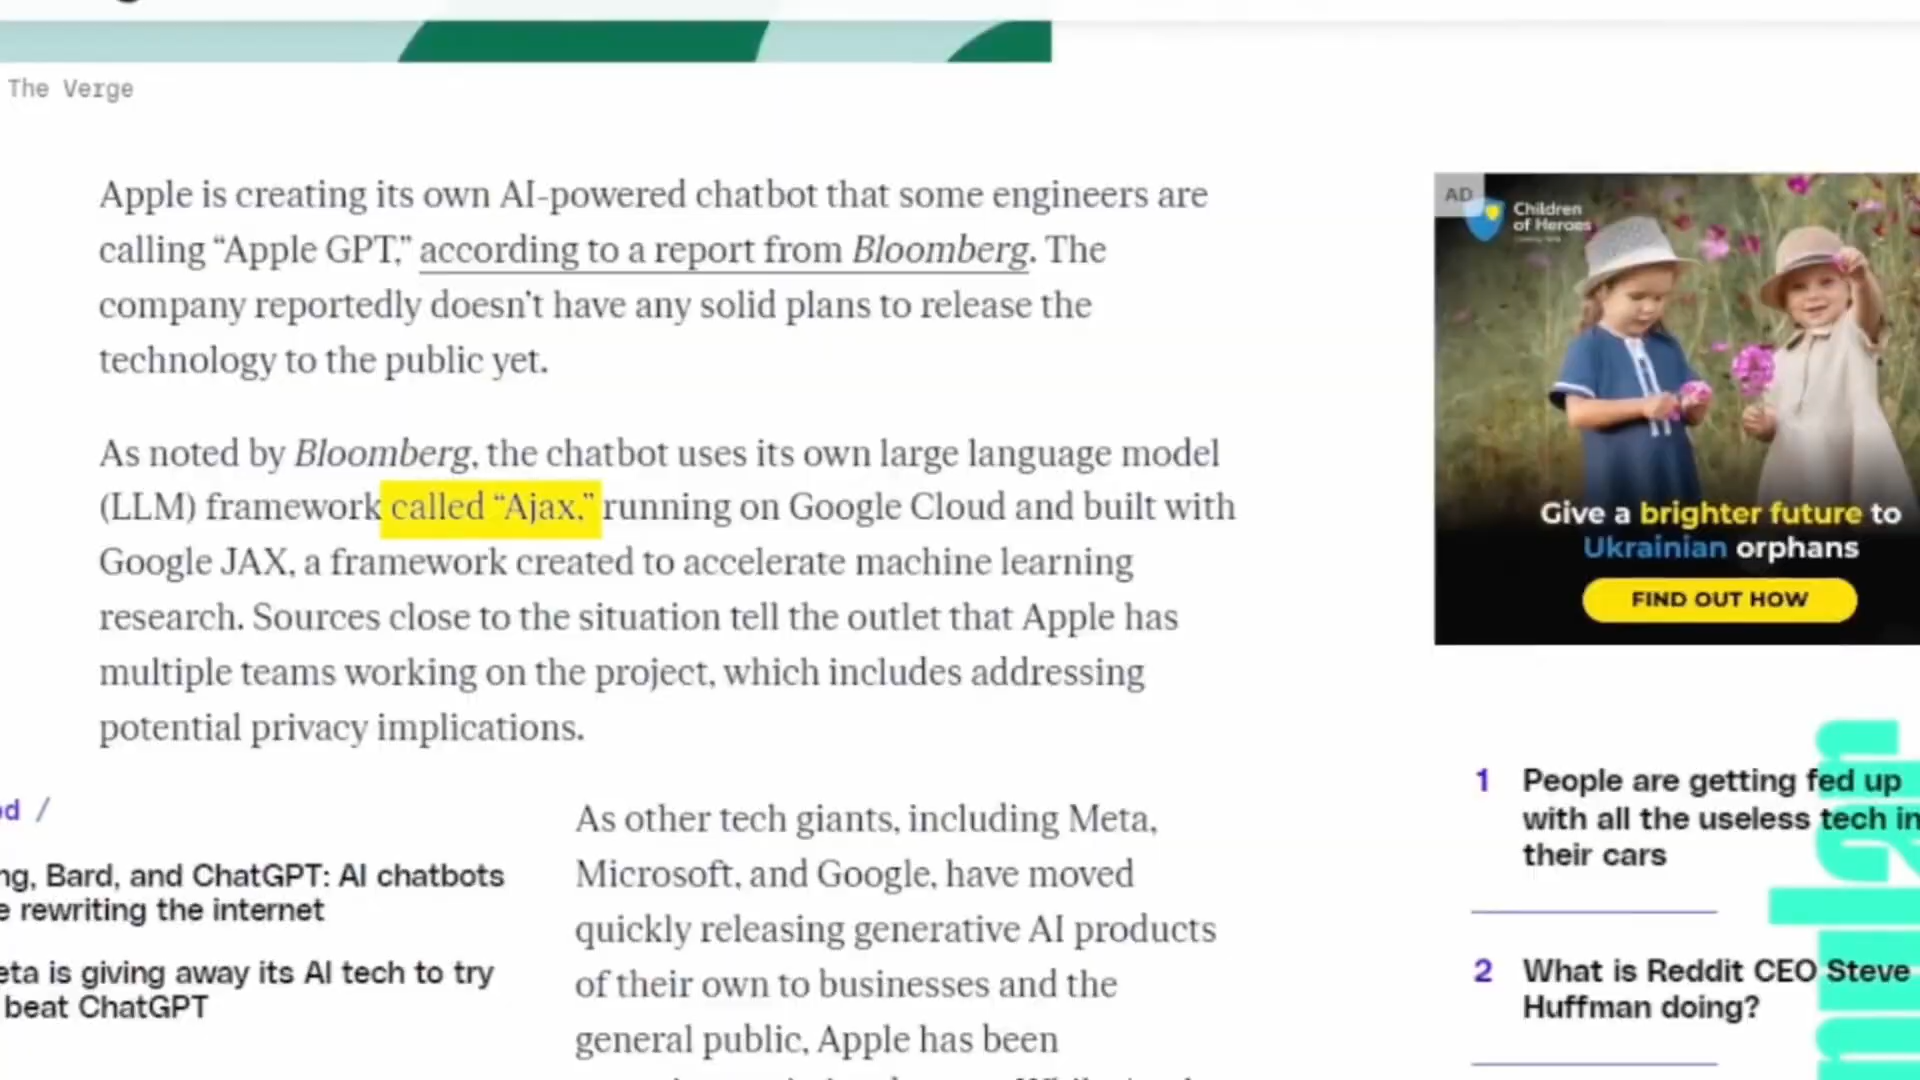 The Verge
Apple is creating its own AI-powered chatbot that some engineers are
calling “Apple GPT,” according to a report from Bloomberg. The
company reportedly doesn’t have any solid plans to release the
technology to the public yet.
As noted by Bloomberg, the chatbot uses its own large language model
(LLM) framework called “Ajax,” running on Google Cloud and built with
Google JAX, a framework created to accelerate machine learning
research. Sources close to the situation tell the outlet that Apple has
multiple teams working on the project, which includes addressing
potential privacy implications.
/
Bard, and ChatGPT: AI chatbots
rewriting the internet
is giving away its AI tech to try
beat ChatGPT
As other tech giants, including Meta,
Microsoft, and Google, have moved
quickly releasing generative AI products
of their own to businesses and the
general public, Apple has been
AD
Children
of Heroes
Give a brighter future to
Ukrainian orphans
FIND OUT HOW
1 People are getting fed up
with all the useless tech in
their cars
2 What is Reddit CEO Steve
Huffman doing?